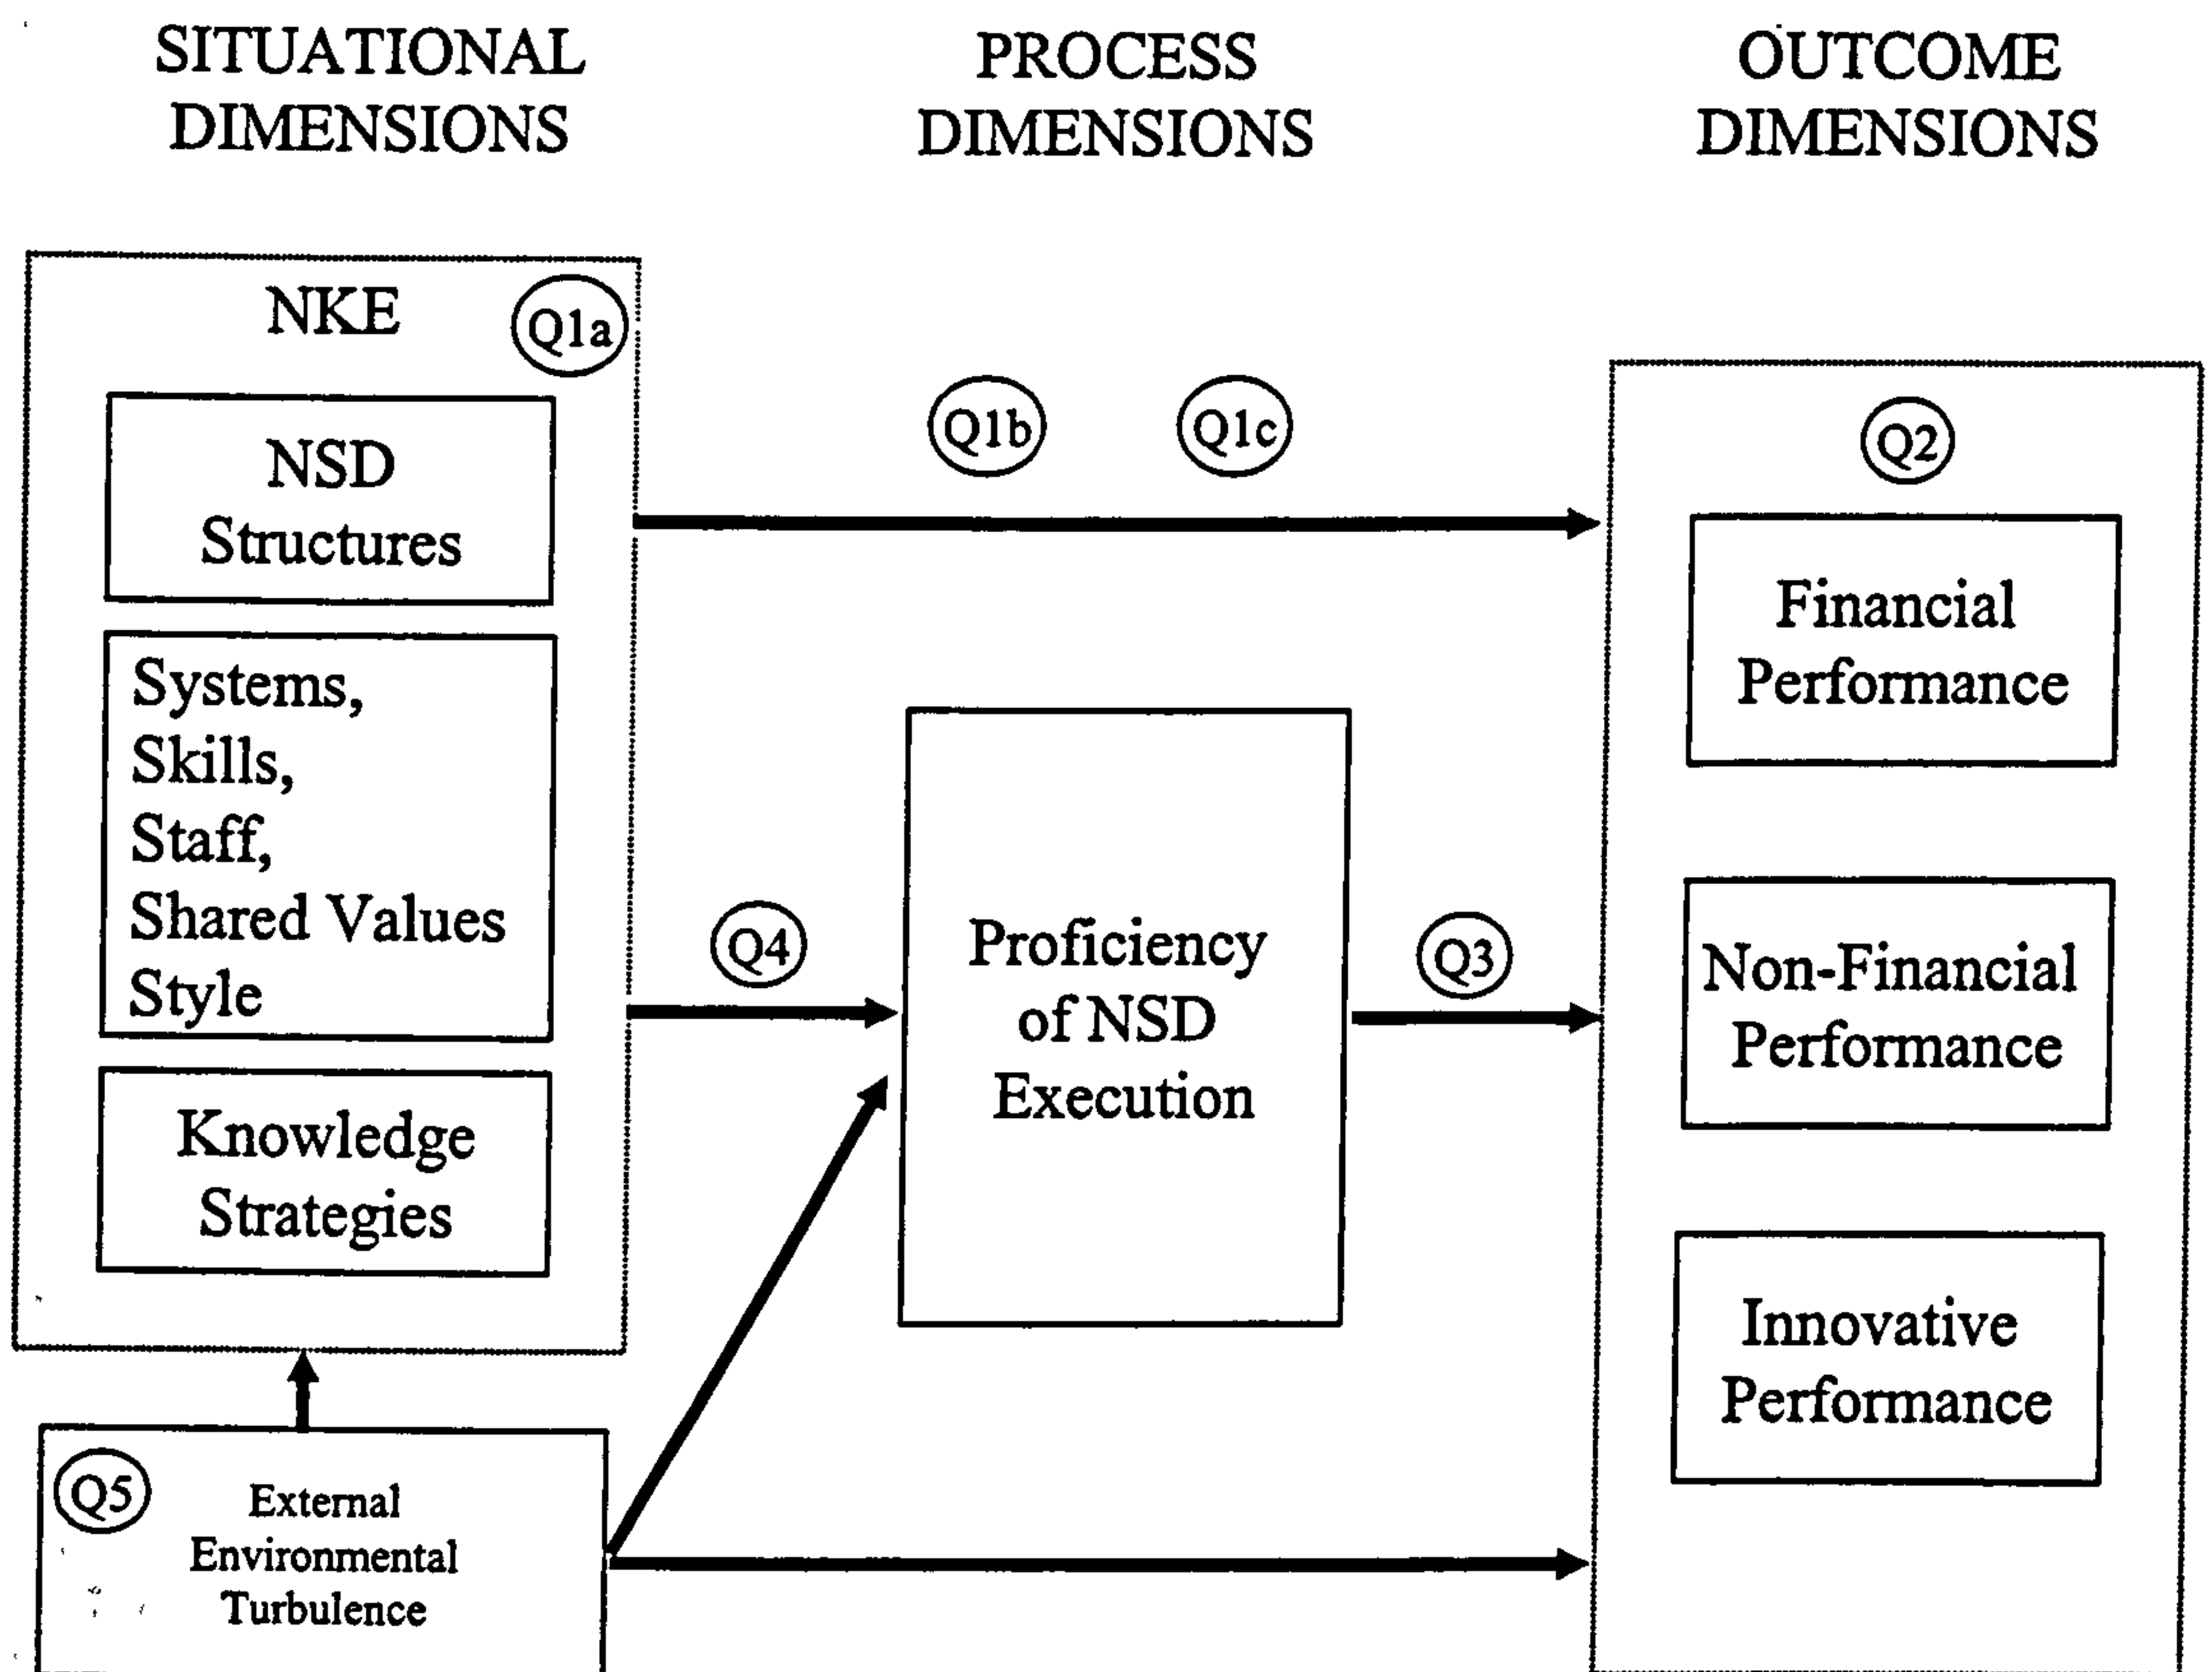 SITUATIONAL
DIMENSIONS
PROCESS
DIMENSIONS
OUTCOME
DIMENSIONS
NKE
Q1a
NSD
Structures
Systems,
Skills,
Staff,
Shared Values
Style
Knowledge
Strategies
Q5
External
Environmental
Turbulence
Q1b
Q1c
Q4
Proficiency
of NSD
Execution
Q3
Q2
Financial
Performance
Non-Financial
Performance
Innovative
Performance